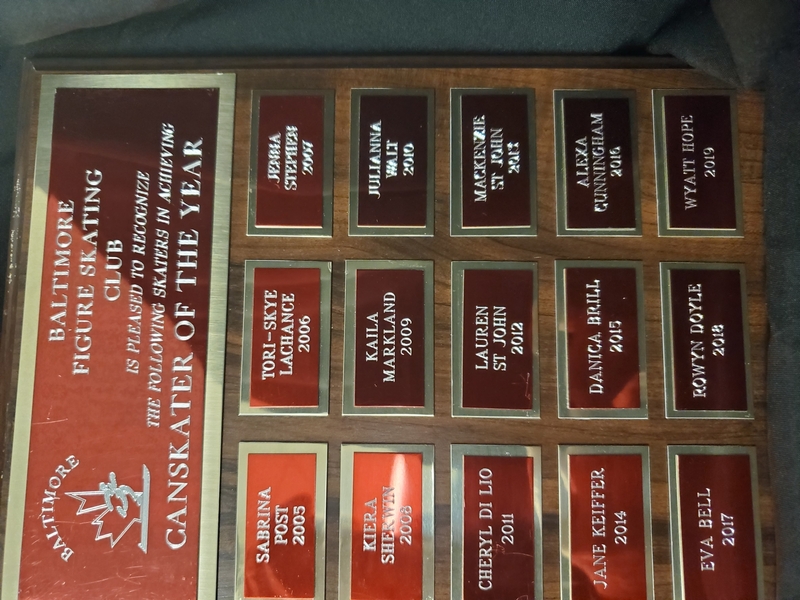 BALTIMORE
BALTIMORE
FIGURE SKATING
CLUB
IS PLEASED TO RECOGNIZE
THE FOLLOWING SKATERS IN ACHIEVING
CANSKATER OF THE YEAR
SABRINA
POST
2005
TORI-SKYE
LACHANCE
2006
JENNA
STEPHEN
2007
KIERA
SHERWIN
2008
KAILA
MARKLAND
2009
JULIANNA
WALT
2010
CHERYL DI LIO
2011
LAUREN
ST JOHN
2012
MACKENZIE
ST JOHN
JANE KEIFFER
2014
DANICA BRILL
2015
ALEXA
CUNNINGHAM
2016
EVA BELL
2017
ROWYN DOYLE
2018
WYATT HOPE
2019